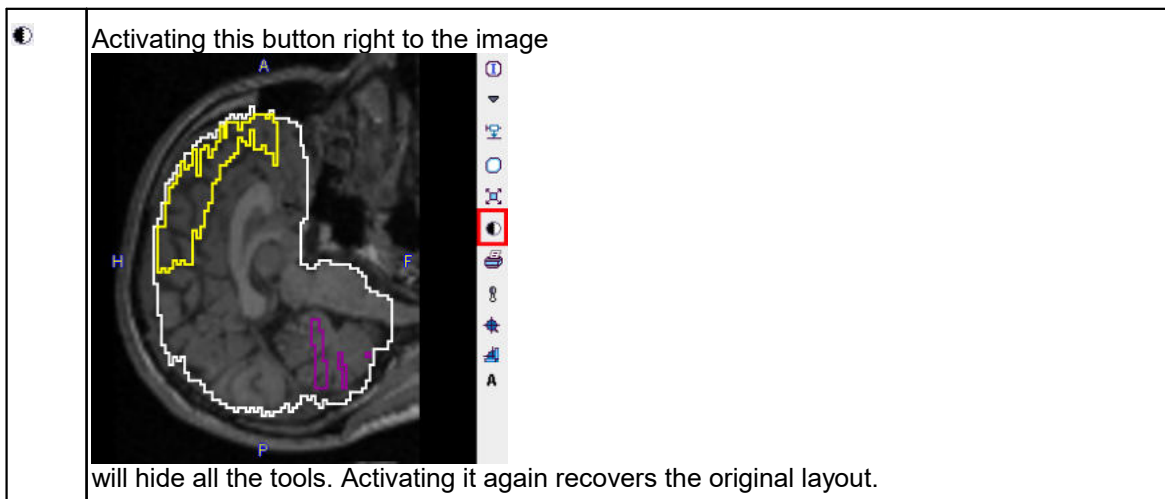 Activating this button right to the image
A
H
F
P
A
will hide all the tools. Activating it again recovers the original layout.